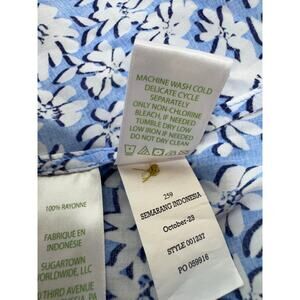 MACHINE WASH COLD
DELICATE CYCLE
SEPARATELY
ONLY NON-CHLORINE
BLEACH, IF NEEDED
TUMBLE DRY LOW
LOW IRON IF NEEDED
DO NOT DRY CLEAN
100% RAYONNE
FABRIQUE EN
INDONÉSIE
SUGARTOWN
WORLDWIDE, LLC
THIRD AVENUE
259
SEMARANG INDONESIA
October-23
STYLE 001237
PO 059916